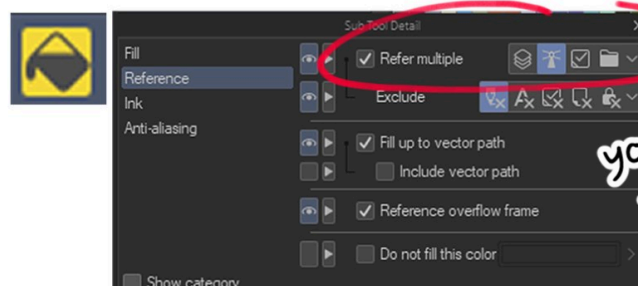 Sub Tool Detail
Fill
Reference
Ink
Anti-aliasing
Refer multiple
Exclude
Fill up to vector path
Include vector path
Reference overflow frame
Do not fill this color
Show category